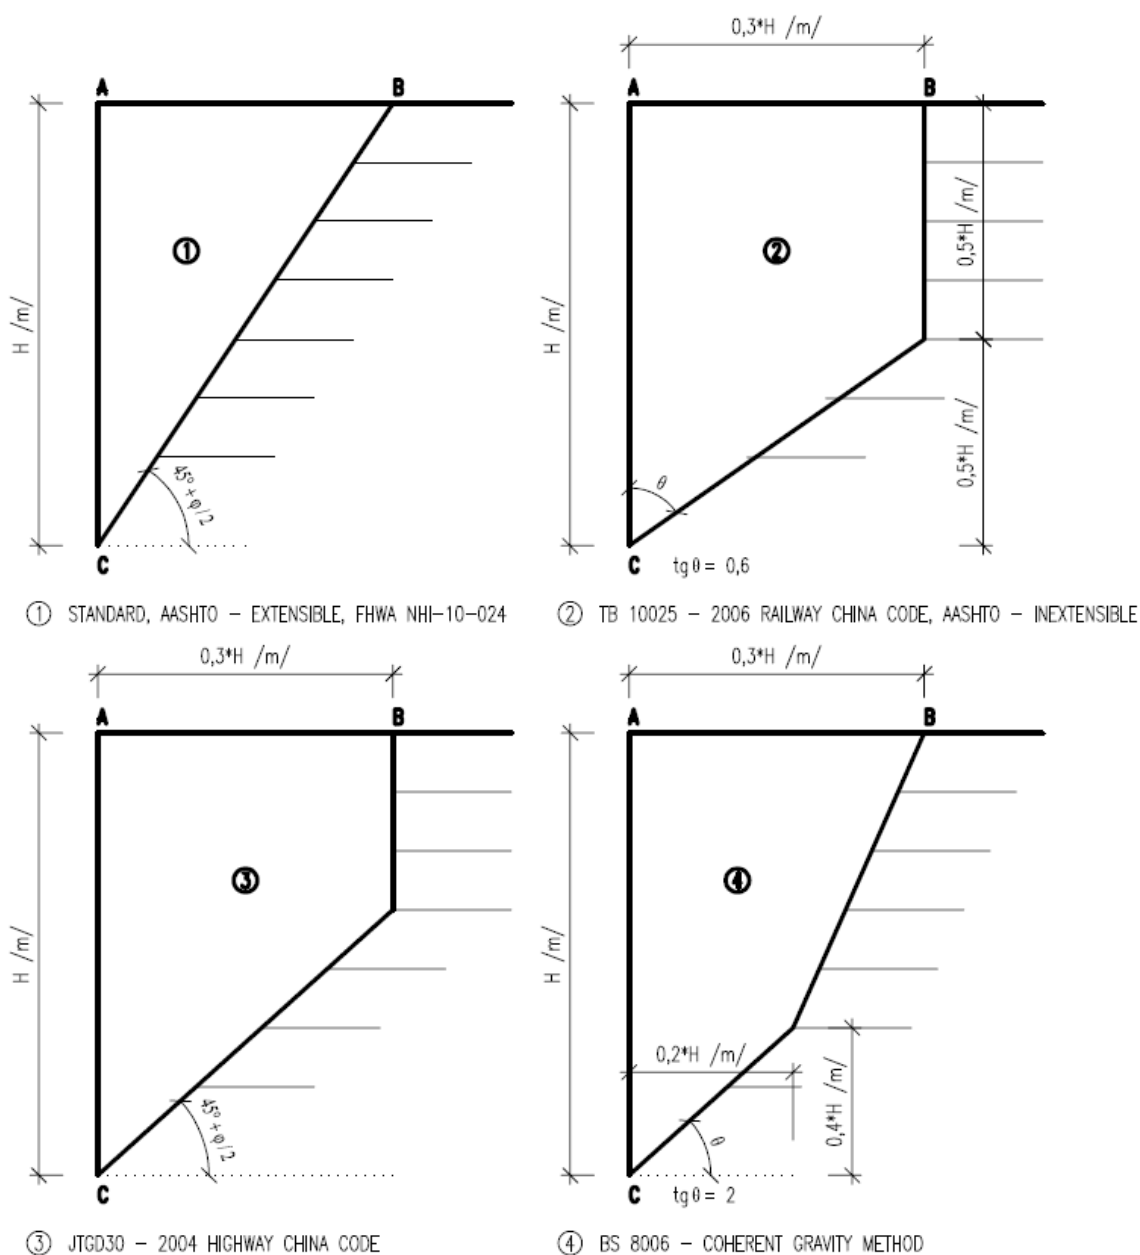 0,3*H /m/
A B
A B
H /m/
①
H /m/
②
0,5*H /m/
0,5*H /m/
45° + φ/2
θ
C
C tg θ = 0,6
① STANDARD, AASHTO – EXTENSIBLE, FHWA NHI-10-024
② TB 10025 – 2006 RAILWAY CHINA CODE, AASHTO – INEXTENSIBLE
0,3*H /m/
0,3*H /m/
A B
A B
H /m/
③
H /m/
④
0,2*H /m/
0,4*H /m/
45° + φ/2
θ
C
C tg θ = 2
③ JTGD30 – 2004 HIGHWAY CHINA CODE
④ BS 8006 – COHERENT GRAVITY METHOD